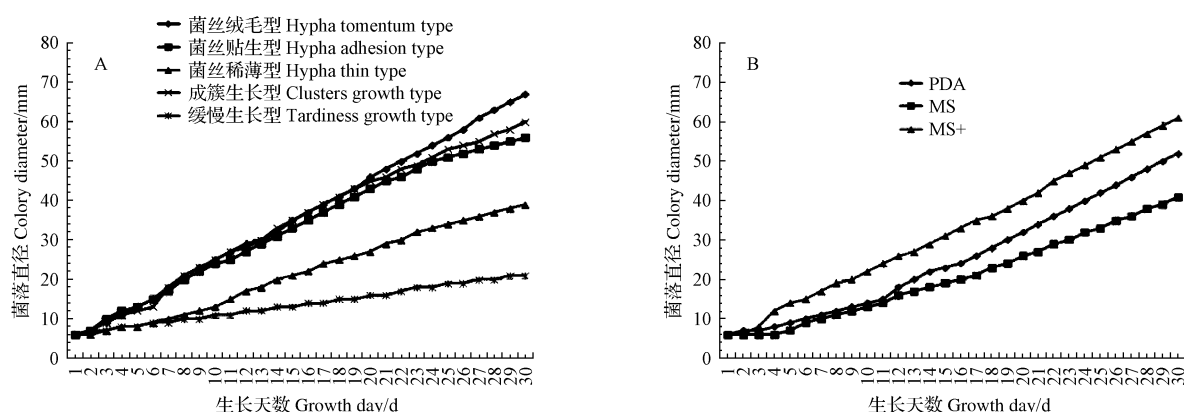 A
菌丝绒毛型 Hypha tomentum type
菌丝贴生型 Hypha adhesion type
菌丝稀薄型 Hypha thin type
成簇生长型 Clusters growth type
缓慢生长型 Tardiness growth type
菌落直径 Colory diameter/mm
80
70
60
50
40
30
20
10
0
1 2 3 4 5 6 7 8 9 10 11 12 13 14 15 16 17 18 19 20 21 22 23 24 25 26 27 28 29 30
生长天数 Growth day/d
B
PDA
MS
MS+
菌落直径 Colory diameter/mm
80
70
60
50
40
30
20
10
0
1 2 3 4 5 6 7 8 9 10 11 12 13 14 15 16 17 18 19 20 21 22 23 24 25 26 27 28 29 30
生长天数 Growth day/d